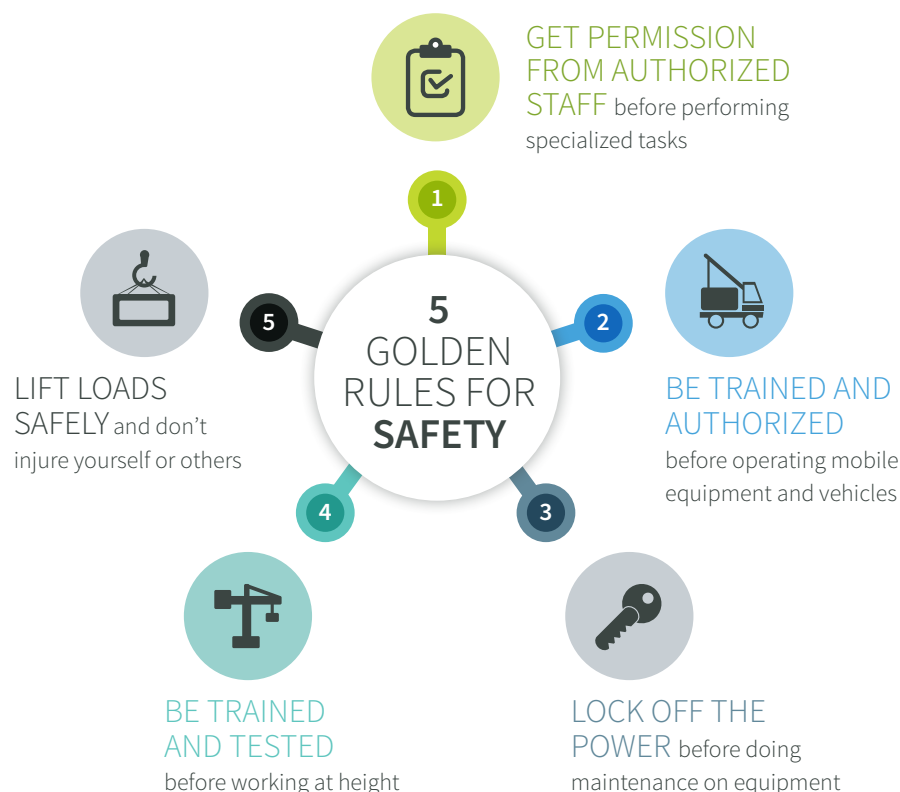 GET PERMISSION
FROM AUTHORIZED
STAFF before performing
specialized tasks
1
5
GOLDEN
RULES FOR
SAFETY
2
BE TRAINED AND
AUTHORIZED
before operating mobile
equipment and vehicles
3
LOCK OFF THE
POWER before doing
maintenance on equipment
4
BE TRAINED
AND TESTED
before working at height
5
LIFT LOADS
SAFELY and don’t
injure yourself or others